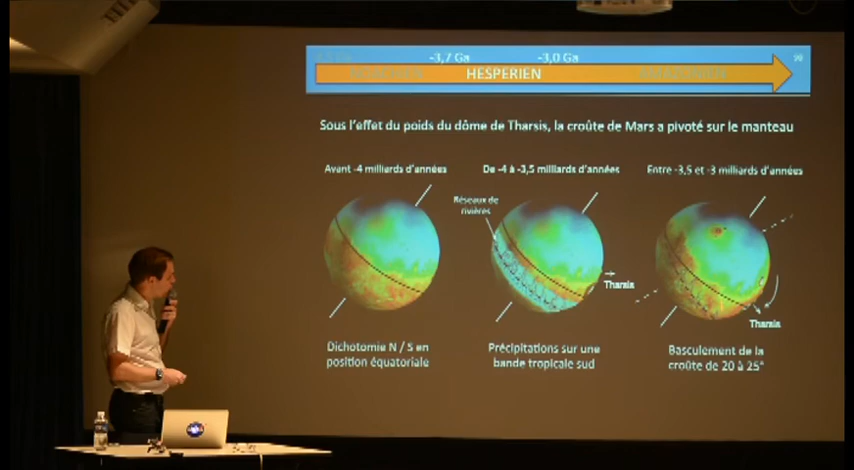 -3,7 Ga
-3,0 Ga
HESPERIEN
Sous l'effet du poids du dôme de Tharsis, la croûte de Mars a pivoté sur le manteau
Avant -4 milliards d'années
De -4 à -3,5 milliards d'années
Entre -3,5 et -3 milliards d'années
Réseaux de
rivières
Tharsis
Tharsis
Dichotomie N / S en
position équatoriale
Précipitations sur une
bande tropicale sud
Basculement de la
croûte de 20 à 25°